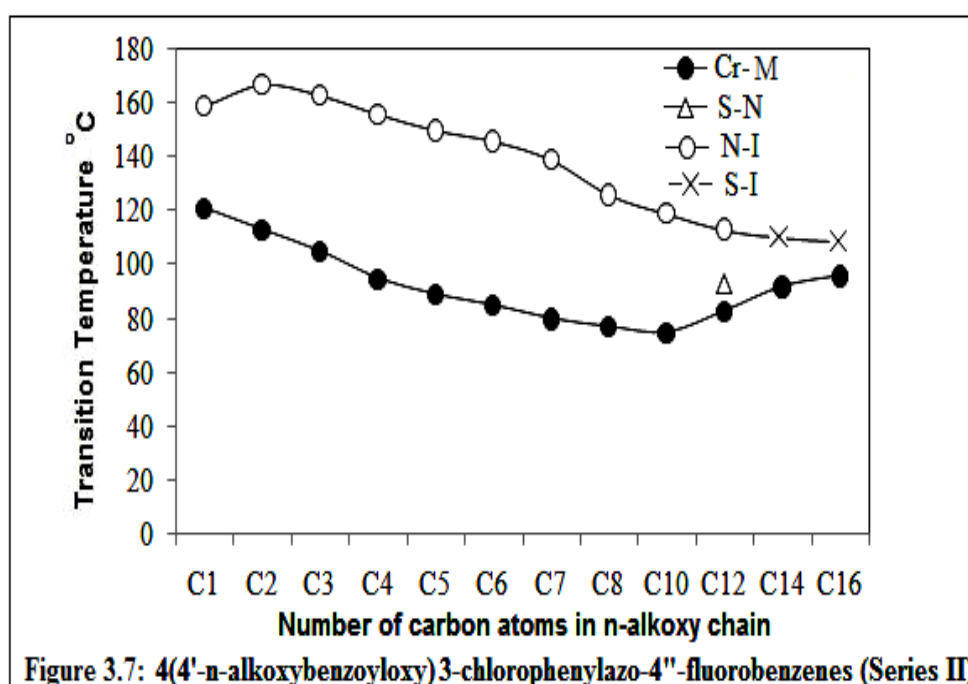 180
160
140
120
100
80
60
40
20
0
Transition Temperature °C
Cr-M
S-N
N-I
S-I
C1 C2 C3 C4 C5 C6 C7 C8 C10 C12 C14 C16
Number of carbon atoms in n-alkoxy chain
Figure 3.7: 4(4'-n-alkoxybenzoyloxy)3-chlorophenylazo-4"-fluorobenzenes (Series II)